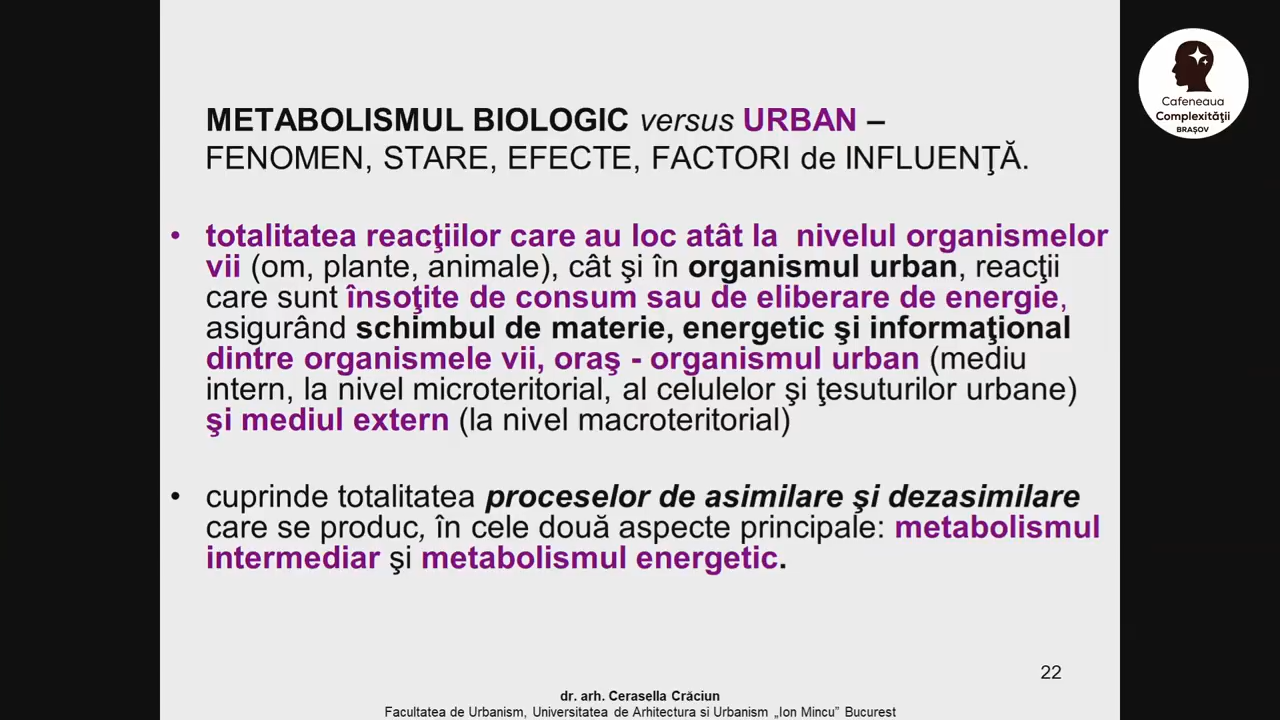 METABOLISMUL BIOLOGIC versus URBAN –
FENOMEN, STARE, EFECTE, FACTORI de INFLUENŢĂ.
• totalitatea reacţiilor care au loc atât la nivelul organismelor
vii (om, plante, animale), cât şi în organismul urban, reacţii
care sunt însoţite de consum sau de eliberare de energie,
asigurând schimbul de materie, energetic şi informaţional
dintre organismele vii, oraş - organismul urban (mediu
intern, la nivel microteritorial, al celulelor şi ţesuturilor urbane)
şi mediul extern (la nivel macroteritorial)
• cuprinde totalitatea proceselor de asimilare şi dezasimilare
care se produc, în cele două aspecte principale: metabolismul
intermediar şi metabolismul energetic.
22
dr. arh. Cerasella Crăciun
Facultatea de Urbanism, Universitatea de Arhitectura si Urbanism „Ion Mincu” Bucurest
Cafeneaua
Complexităţii
BRAŞOV